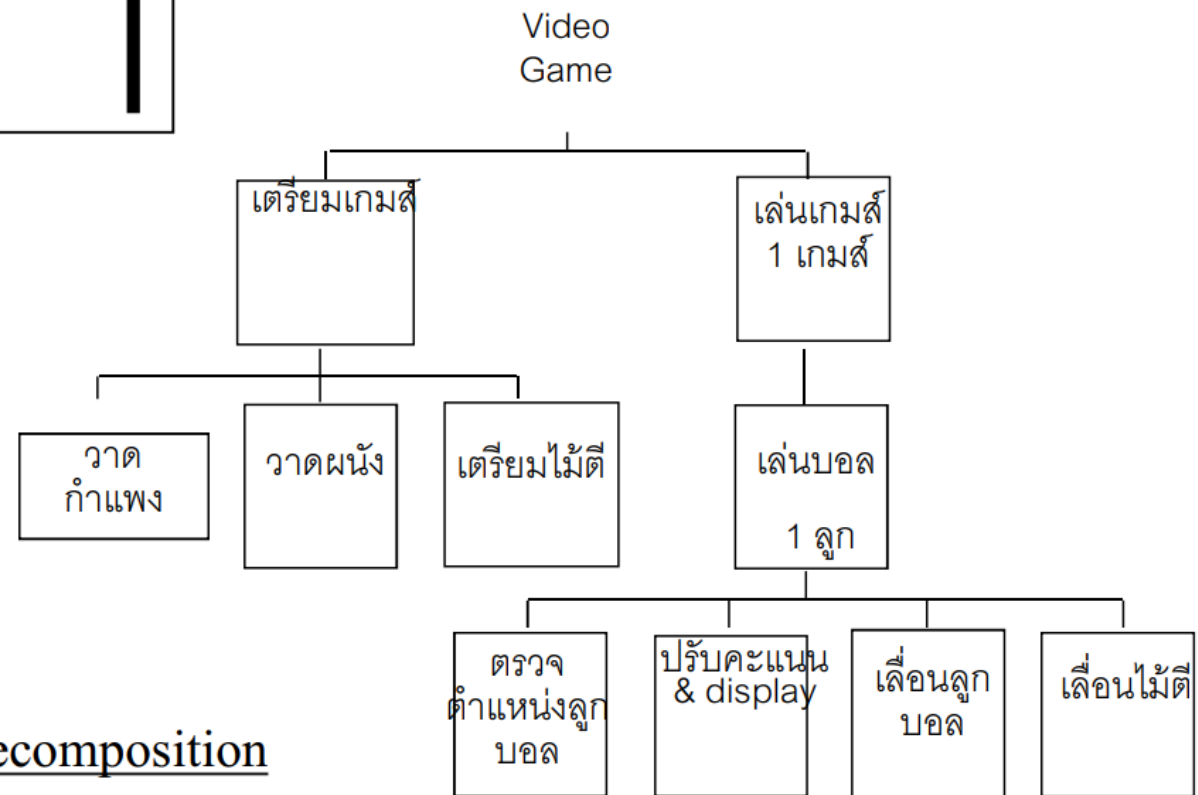 Video
Game
เตรียมเกมส์
เล่นเกมส์
1 เกมส์
วาด
กำแพง
วาดผนัง
เตรียมไม้ตี
เล่นบอล
1 ลูก
ตรวจ
ตำแหน่งลูก
บอล
ปรับคะแนน
& display
เลื่อนลูก
บอล
เลื่อนไม้ตี
ecomposition